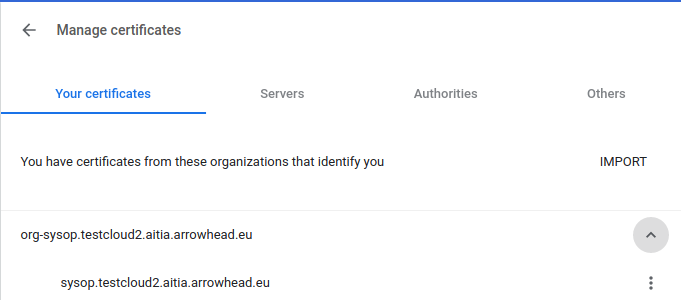 Manage certificates
Your certificates Servers Authorities Others
You have certificates from these organizations that identify you IMPORT
org-sysop.testcloud2.aitia.arrowhead.eu
sysop.testcloud2.aitia.arrowhead.eu